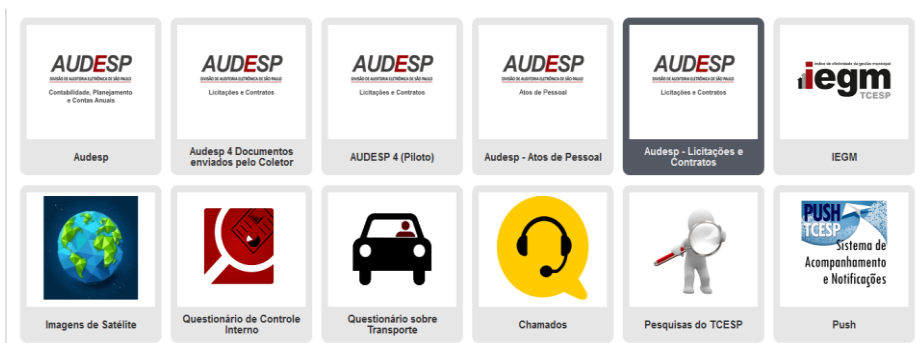 AUDESP
DIVISÃO DE AUDITORIA ELETRÔNICA DE SÃO PAULO
Contabilidade, Planejamento
e Contas Anuais
Audesp
AUDESP
DIVISÃO DE AUDITORIA ELETRÔNICA DE SÃO PAULO
Licitações e Contratos
Audesp 4 Documentos
enviados pelo Coletor
AUDESP
DIVISÃO DE AUDITORIA ELETRÔNICA DE SÃO PAULO
Licitações e Contratos
AUDESP 4 (Piloto)
AUDESP
DIVISÃO DE AUDITORIA ELETRÔNICA DE SÃO PAULO
Atos de Pessoal
Audesp - Atos de Pessoal
AUDESP
DIVISÃO DE AUDITORIA ELETRÔNICA DE SÃO PAULO
Licitações e Contratos
Audesp - Licitações e
Contratos
índice de efetividade da gestão municipal
iegm
TCESP
IEGM
Imagens de Satélite
Questionário de Controle
Interno
Questionário sobre
Transporte
Chamados
Pesquisas do TCESP
PUSH
TCESP
Sistema de
Acompanhamento
e Notificações
Push